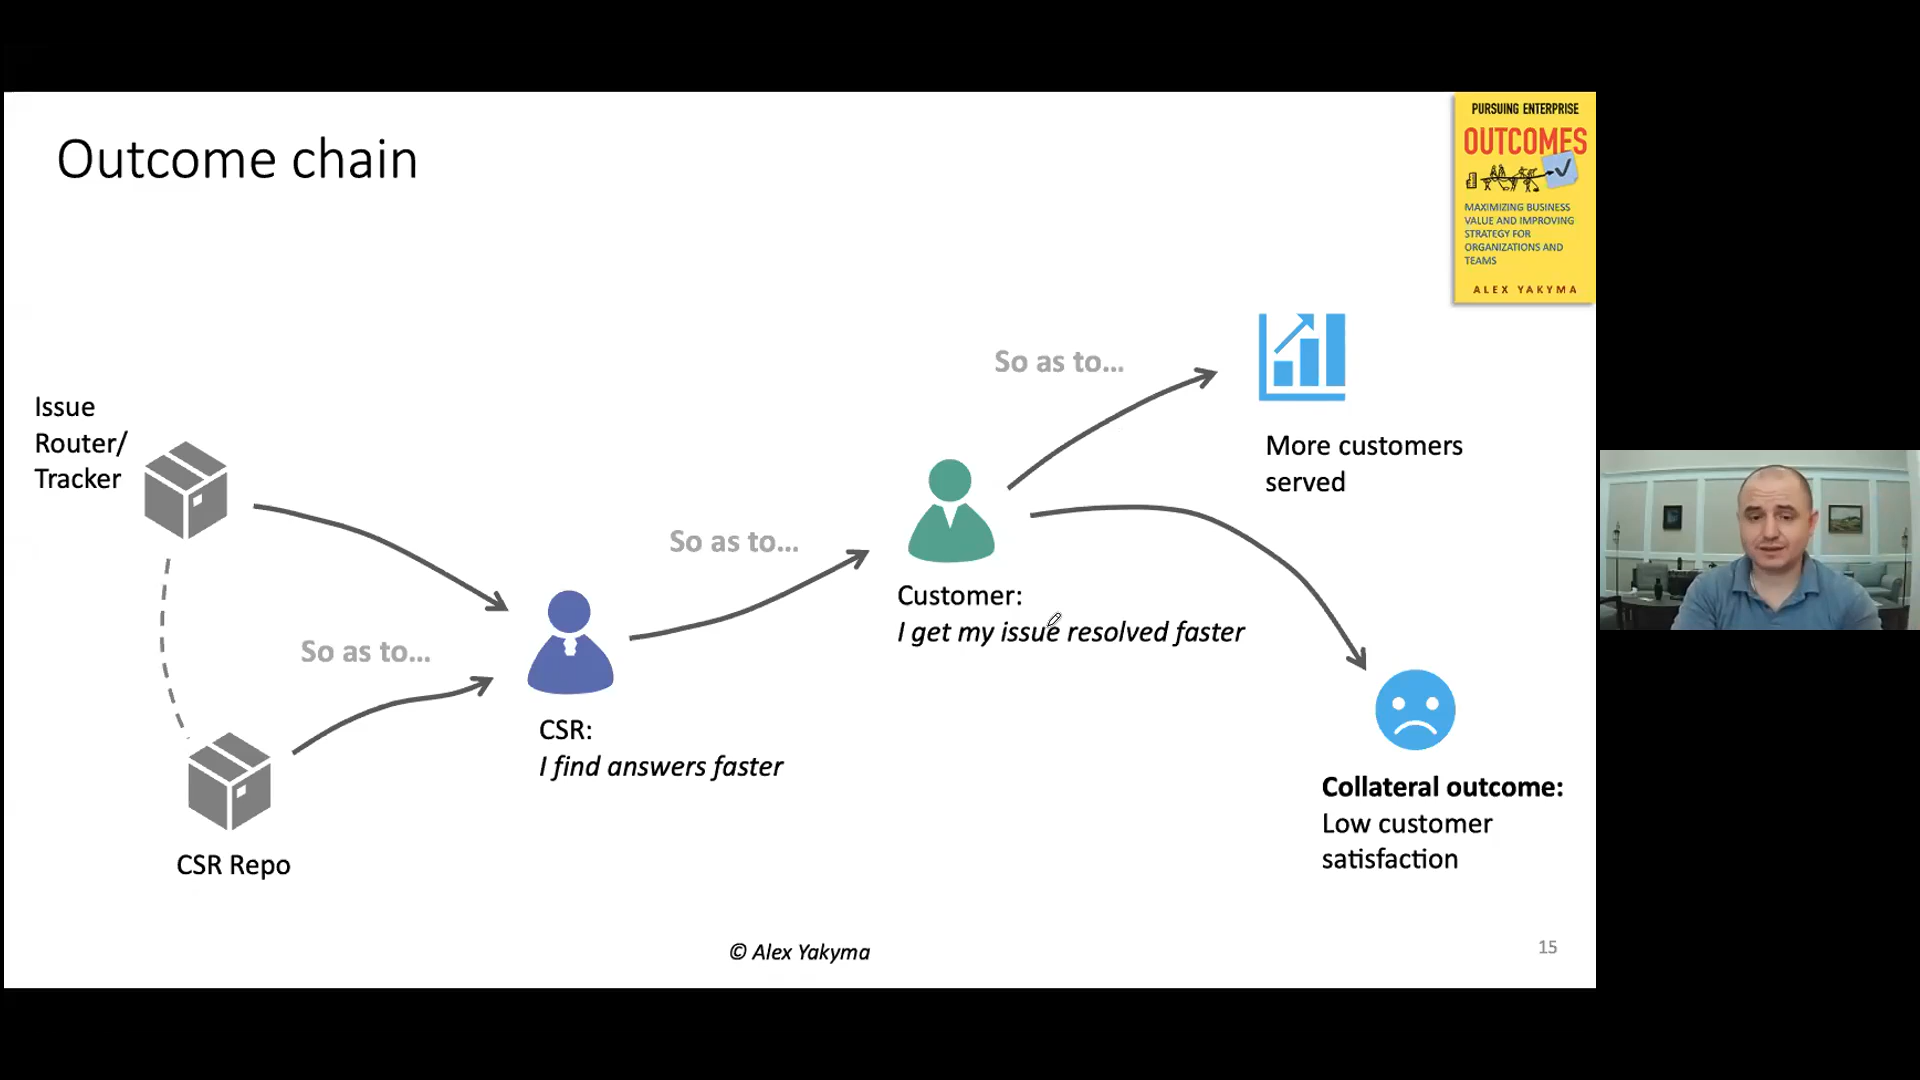 Outcome chain
PURSUING ENTERPRISE
OUTCOMES
MAXIMIZING BUSINESS
VALUE AND IMPROVING
STRATEGY FOR
ORGANIZATIONS AND
TEAMS
ALEX YAKYMA
So as to...
More customers
served
Issue
Router/
Tracker
So as to...
Customer:
I get my issue resolved faster
So as to...
CSR:
I find answers faster
Collateral outcome:
Low customer
satisfaction
CSR Repo
© Alex Yakyma
15